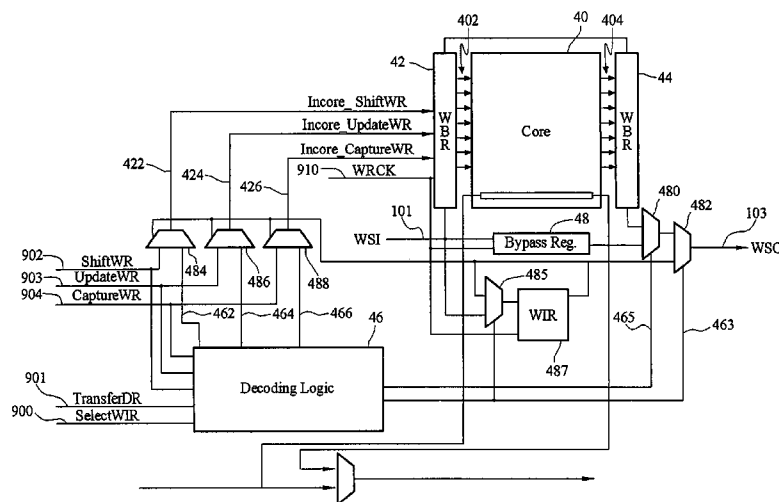 402
40
404
42
44
Incore_ShiftWR
WBR
Core
WBR
Incore_UpdateWR
422
Incore_CaptureWR
424
910
WRCK
426
480
482
101
48
103
WSI
Bypass Reg.
WSO
902
ShiftWR
484
485
903
UpdateWR
486
488
904
CaptureWR
WIR
462
464
466
465
463
46
487
Decoding Logic
901
TransferDR
900
SelectWIR